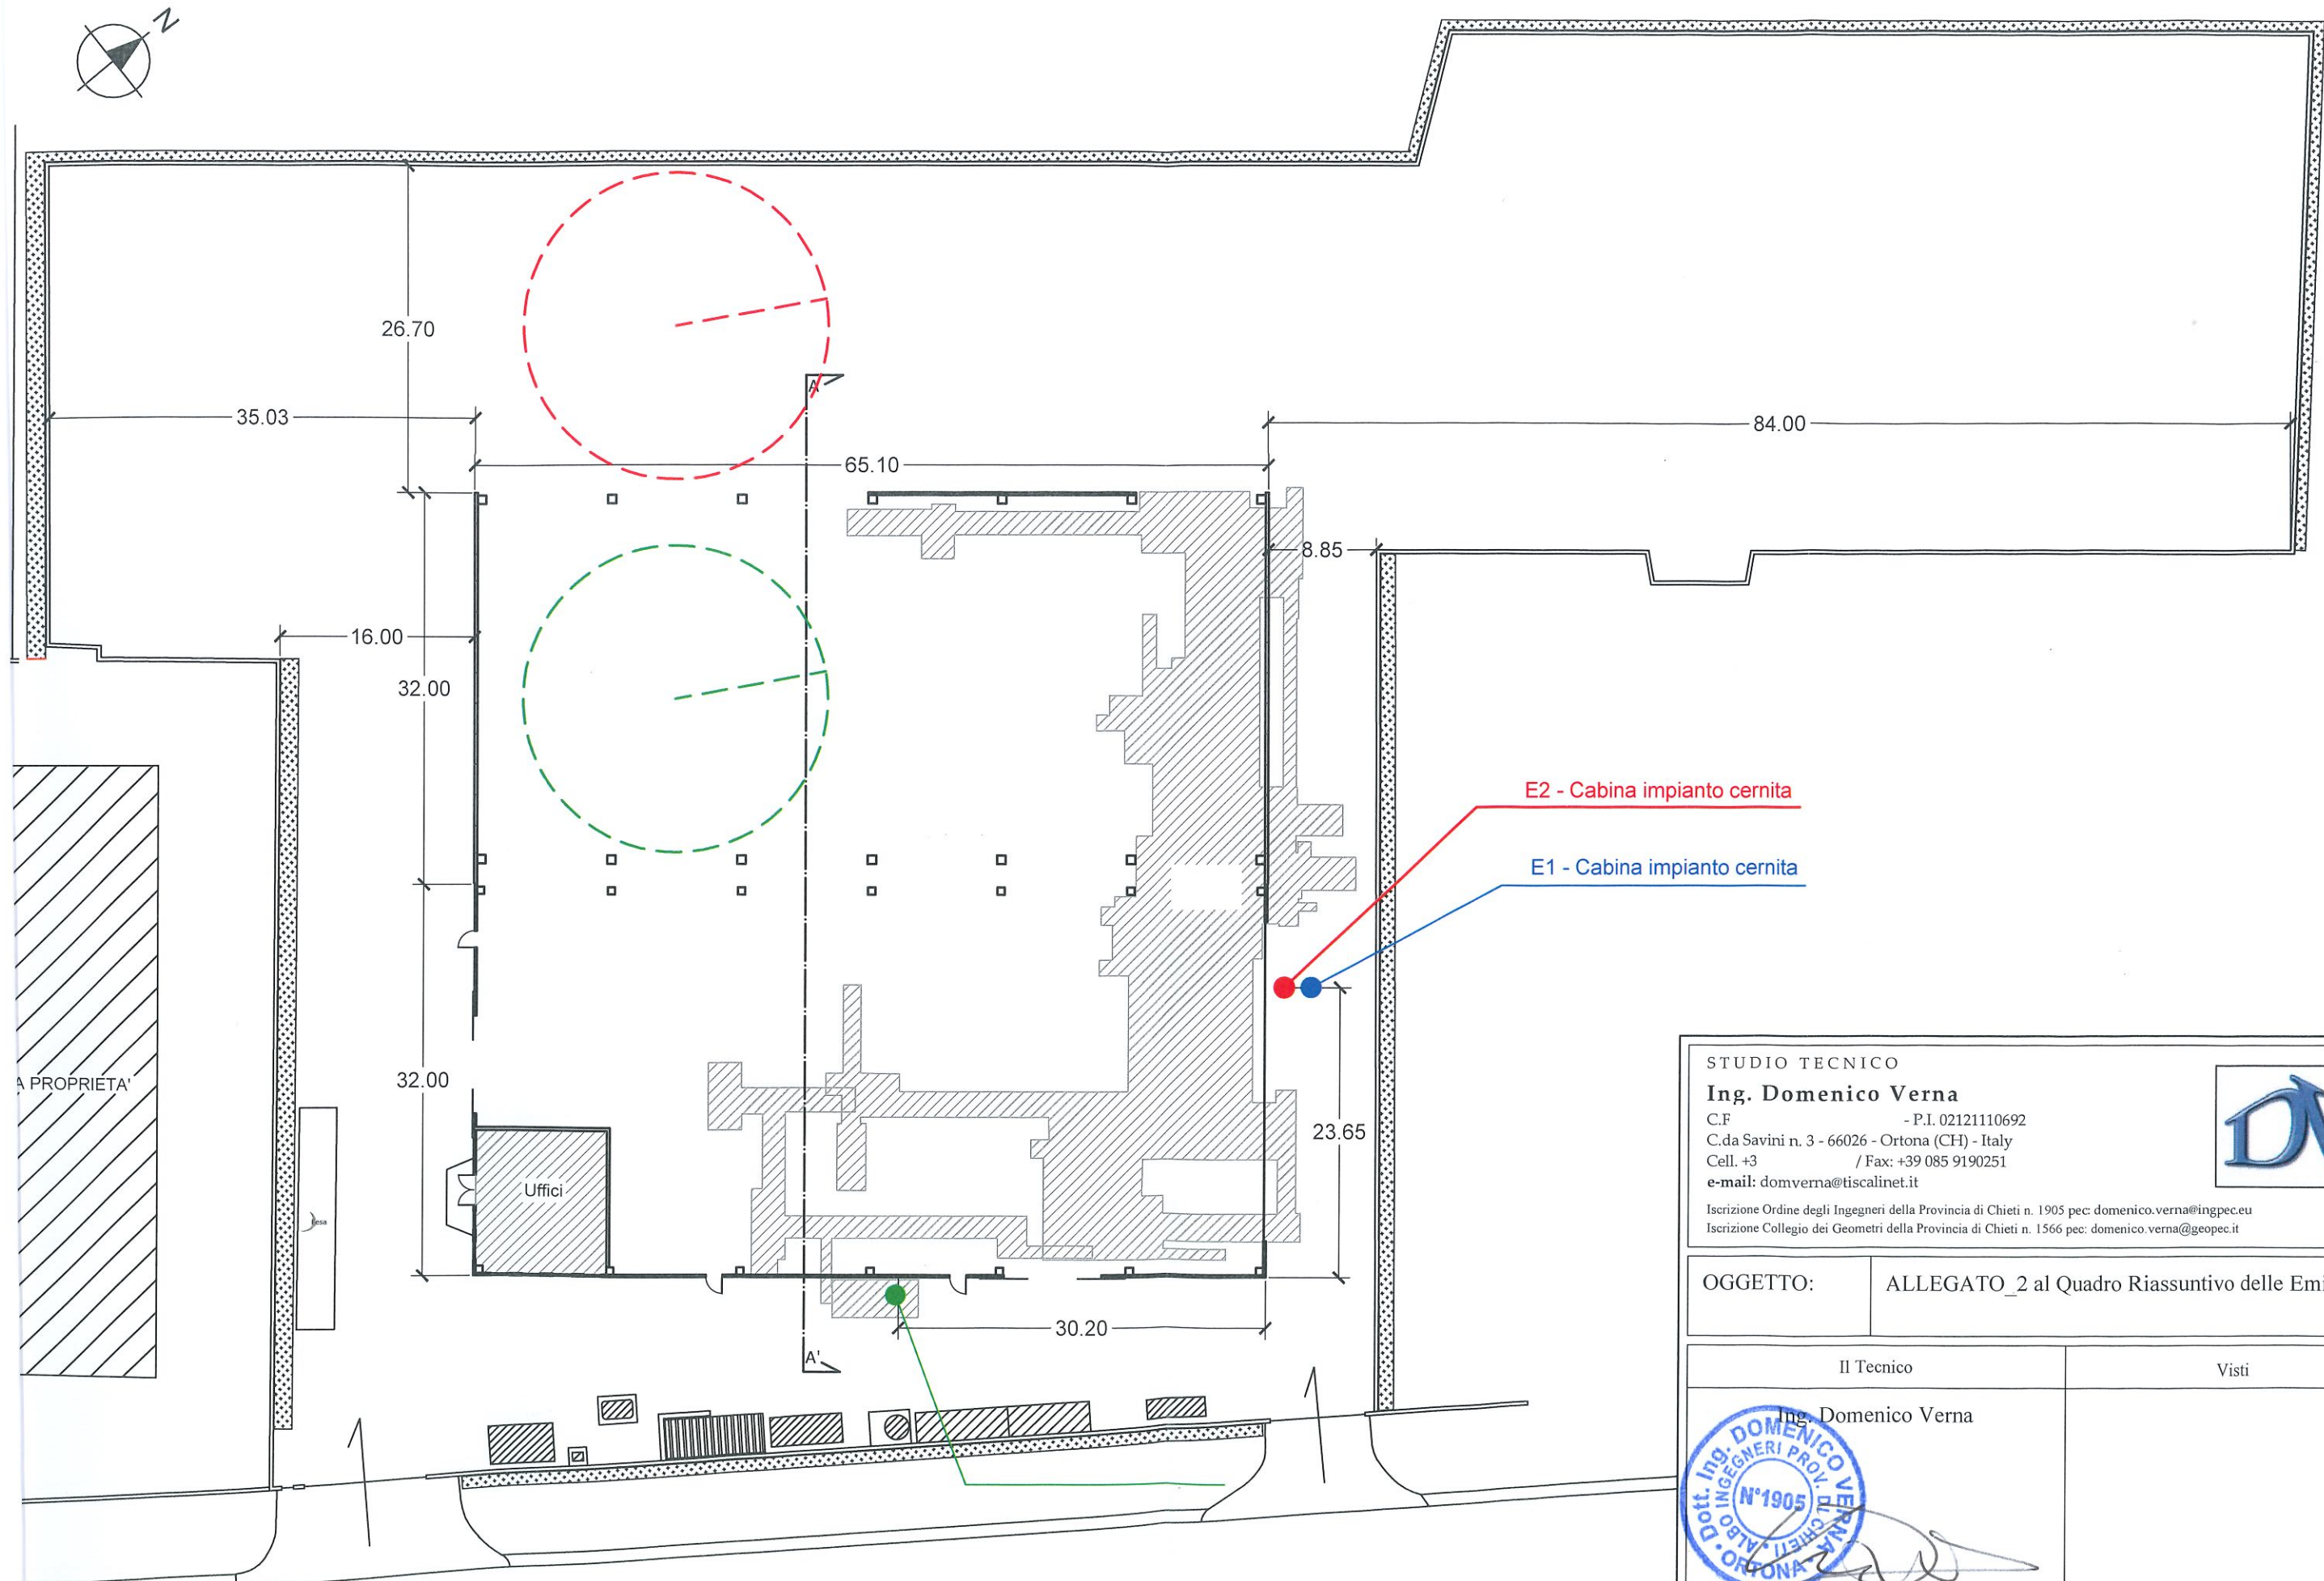 N
26.70
35.03
84.00
A
65.10
8.85
16.00
32.00
E2 - Cabina impianto cernita
E1 - Cabina impianto cernita
A PROPRIETA'
32.00
23.65
Uffici
30.20
A'
STUDIO TECNICO
Ing. Domenico Verna
C.F - P.I. 02121110692
C.da Savini n. 3 - 66026 - Ortona (CH) - Italy
Cell. +3 / Fax: +39 085 9190251
e-mail: domverna@tiscalinet.it
Iscrizione Ordine degli Ingegneri della Provincia di Chieti n. 1905 pec: domenico.verna@ingpec.eu
Iscrizione Collegio dei Geometri della Provincia di Chieti n. 1566 pec: domenico.verna@geopec.it
OGGETTO: ALLEGATO_2 al Quadro Riassuntivo delle Emi
Il Tecnico
Visti
Ing. Domenico Verna
Dott. Ing. DOMENICO VERNA
ALBO INGEGNERI PROV. DI CHIETI
N°1905
ORTONA